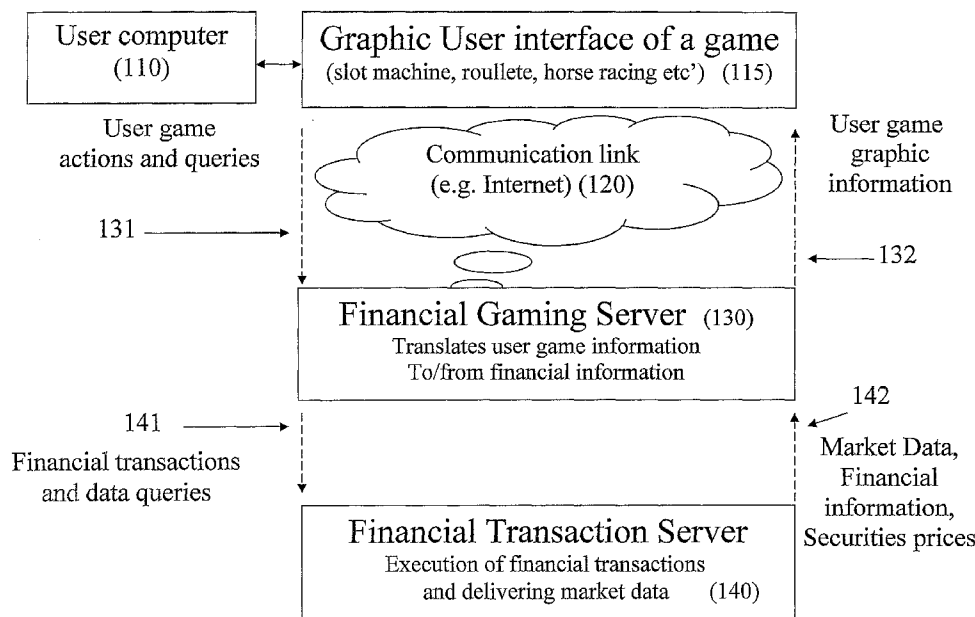 User computer
(110)
Graphic User interface of a game
(slot machine, roullete, horse racing etc’) (115)
User game
actions and queries
Communication link
(e.g. Internet) (120)
User game
graphic
information
131
132
Financial Gaming Server (130)
Translates user game information
To/from financial information
141
142
Financial transactions
and data queries
Market Data,
Financial
information,
Securities prices
Financial Transaction Server
Execution of financial transactions
and delivering market data (140)